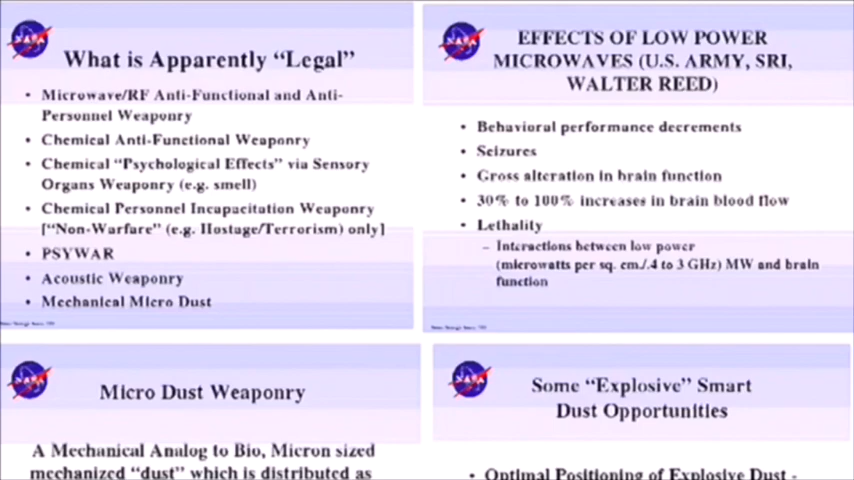 NASA
What is Apparently “Legal”
• Microwave/RF Anti-Functional and Anti-
Personnel Weaponry
• Chemical Anti-Functional Weaponry
• Chemical “Psychological Effects” via Sensory
Organs Weaponry (e.g. smell)
• Chemical Personnel Incapacitation Weaponry
[“Non-Warfare” (e.g. Hostage/Terrorism) only]
• PSYWAR
• Acoustic Weaponry
• Mechanical Micro Dust
NASA
EFFECTS OF LOW POWER
MICROWAVES (U.S. ARMY, SRI,
WALTER REED)
• Behavioral performance decrements
• Seizures
• Gross alteration in brain function
• 30% to 100% increases in brain blood flow
• Lethality
– Interactions between low power
(microwatts per sq. cm./.4 to 3 GHz) MW and brain
function
NASA
Micro Dust Weaponry
A Mechanical Analog to Bio, Micron sized
mechanized “dust” which is distributed as
NASA
Some “Explosive” Smart
Dust Opportunities
• Optimal Positioning of Explosive Dust -